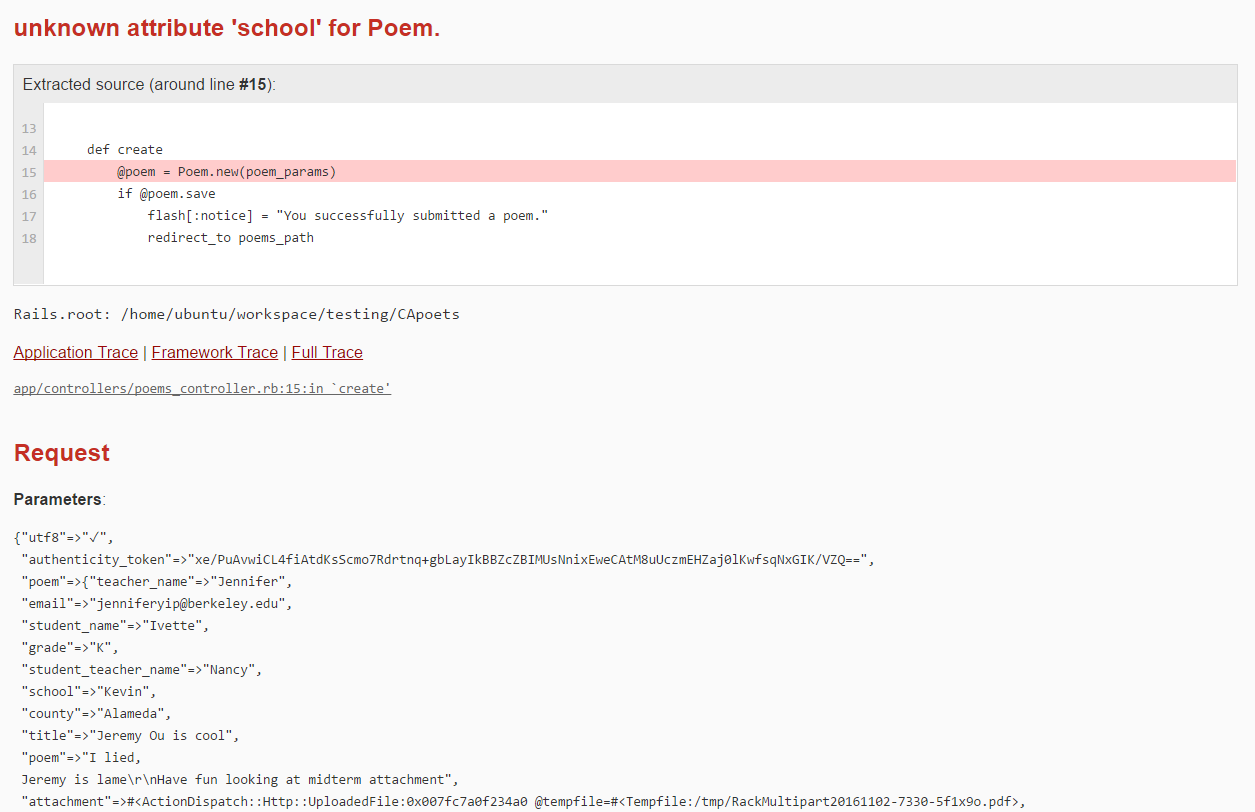 unknown attribute 'school' for Poem.
Extracted source (around line #15):
13
14 def create
15 @poem = Poem.new(poem_params)
16 if @poem.save
17 flash[:notice] = "You successfully submitted a poem."
18 redirect_to poems_path
Rails.root: /home/ubuntu/workspace/testing/CApoets
Application Trace | Framework Trace | Full Trace
app/controllers/poems_controller.rb:15:in `create'
Request
Parameters:
{"utf8"=>"✓",
"authenticity_token"=>"xe/PuAvwiCL4fiAtdKsScmo7Rdrtnq+gbLayIkBBZcZBIMUsNnixEweCAtM8uUczmEHZaj0lKwfsqNxGIK/VZQ==",
"poem"=>{"teacher_name"=>"Jennifer",
"email"=>"jenniferyip@berkeley.edu",
"student_name"=>"Ivette",
"grade"=>"K",
"student_teacher_name"=>"Nancy",
"school"=>"Kevin",
"county"=>"Alameda",
"title"=>"Jeremy Ou is cool",
"poem"=>"I lied,
Jeremy is lame\r\nHave fun looking at midterm attachment",
"attachment"=>#<ActionDispatch::Http::UploadedFile:0x007fc7a0f234a0 @tempfile=#<Tempfile:/tmp/RackMultipart20161102-7330-5f1x9o.pdf>,